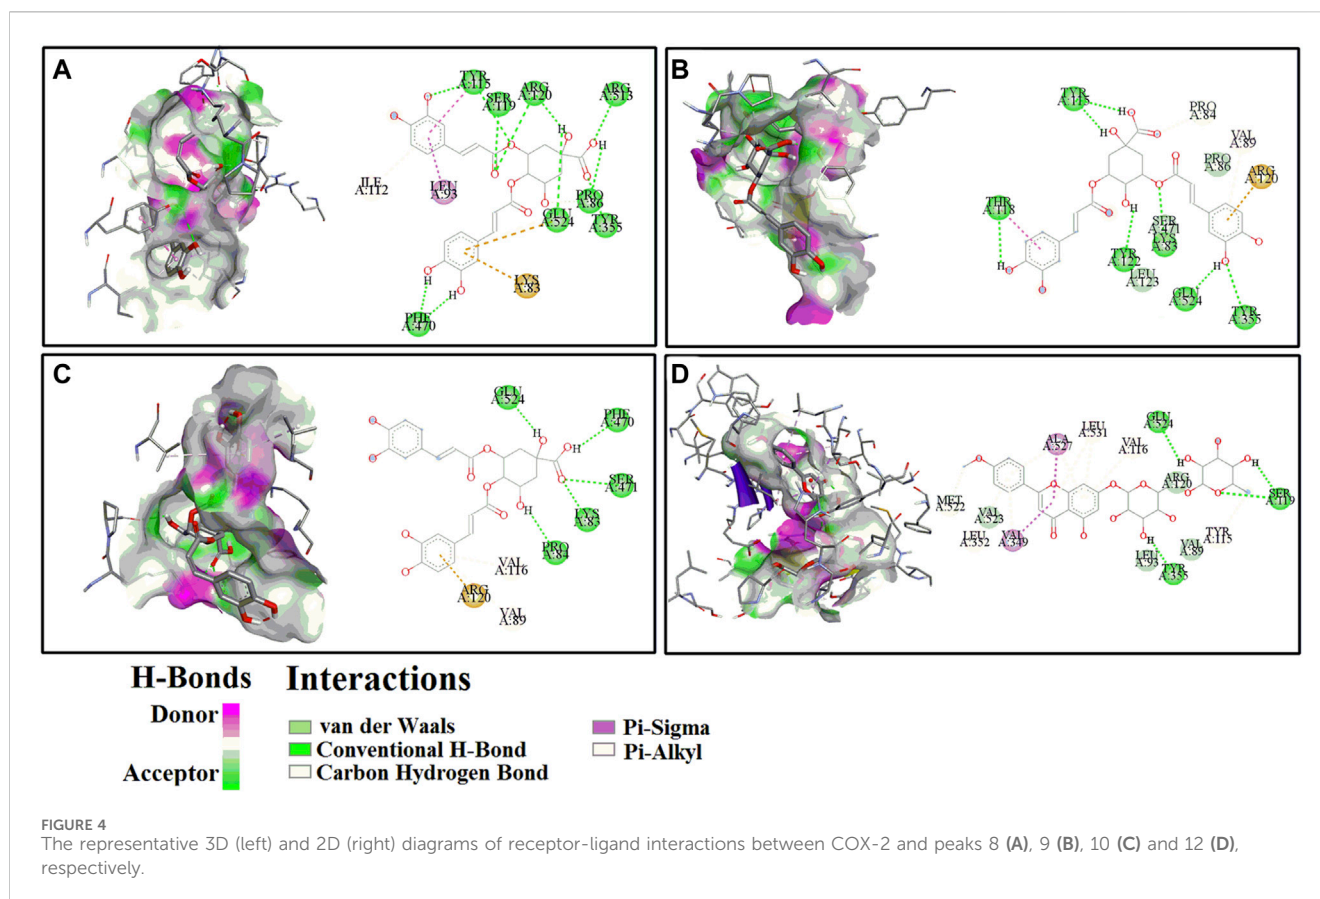 A
TYR
A:115
SER
A:119
ARG
A:120
ARG
A:513
ILE
A:112
LEU
A:93
PRO
A:86
GLU
A:524
TYR
A:355
LYS
A:83
PHE
A:470
H
H
H
H
B
TYR
A:115
PRO
A:84
VAL
A:89
PRO
A:86
ARG
A:120
THR
A:118
SER
A:471
LYS
A:83
TYR
A:122
LEU
A:123
GLU
A:524
TYR
A:355
H
H
H
H
H
C
GLU
A:524
PHE
A:470
SER
A:471
LYS
A:83
PRO
A:84
VAL
A:116
ARG
A:120
VAL
A:89
H
H
H
D
GLU
A:524
ALA
A:527
LEU
A:531
VAL
A:116
ARG
A:120
MET
A:522
VAL
A:523
LEU
A:352
VAL
A:349
SER
A:119
TYR
A:115
VAL
A:89
LEU
A:93
TYR
A:355
H
H
H
H-Bonds
Donor
Acceptor
Interactions
van der Waals
Conventional H-Bond
Carbon Hydrogen Bond
Pi-Sigma
Pi-Alkyl
FIGURE 4
The representative 3D (left) and 2D (right) diagrams of receptor-ligand interactions between COX-2 and peaks 8 (A), 9 (B), 10 (C) and 12 (D),
respectively.